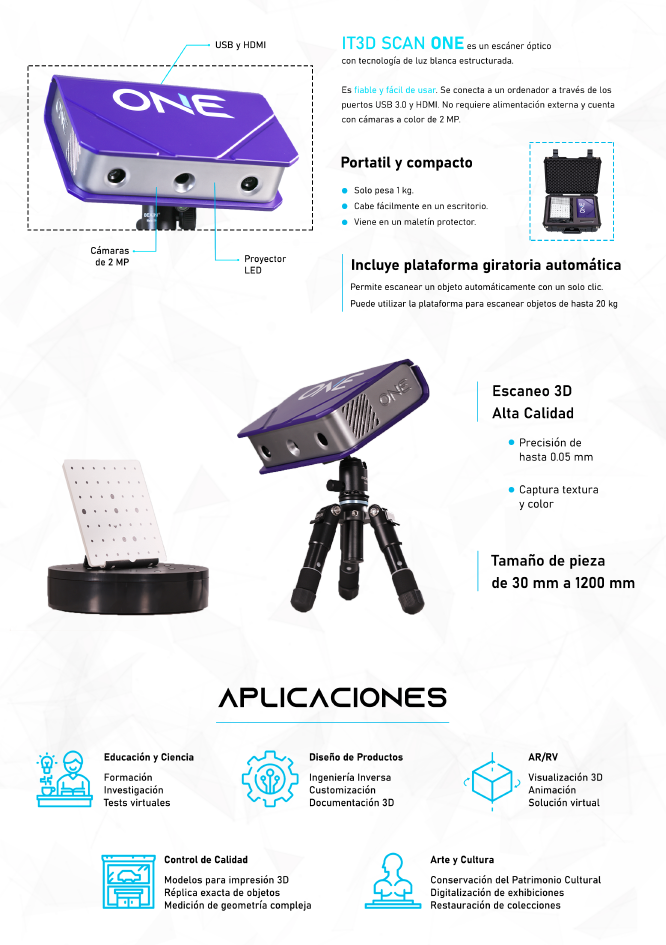 USB y HDMI
ONE
Cámaras
de 2 MP
Proyector
LED
IT3D SCAN ONE es un escáner óptico
con tecnología de luz blanca estructurada.
Es fiable y fácil de usar. Se conecta a un ordenador a través de los
puertos USB 3.0 y HDMI. No requiere alimentación externa y cuenta
con cámaras a color de 2 MP.
Portatil y compacto
Solo pesa 1 kg.
Cabe fácilmente en un escritorio.
Viene en un maletín protector.
Incluye plataforma giratoria automática
Permite escanear un objeto automáticamente con un solo clic.
Puede utilizar la plataforma para escanear objetos de hasta 20 kg
ONE
ONE
Escaneo 3D
Alta Calidad
Precisión de
hasta 0.05 mm
Captura textura
y color
Tamaño de pieza
de 30 mm a 1200 mm
APLICACIONES
Educación y Ciencia
Formación
Investigación
Tests virtuales
Diseño de Productos
Ingeniería Inversa
Customización
Documentación 3D
AR/RV
Visualización 3D
Animación
Solución virtual
Control de Calidad
Modelos para impresión 3D
Réplica exacta de objetos
Medición de geometría compleja
Arte y Cultura
Conservación del Patrimonio Cultural
Digitalización de exhibiciones
Restauración de colecciones